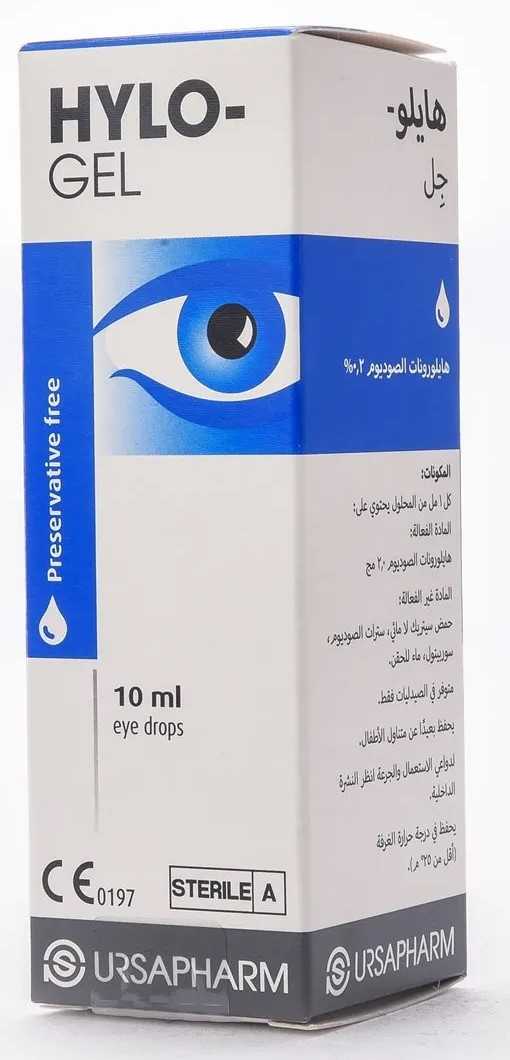 HYLO-
GEL
Preservative free
10 ml
eye drops
CE 0197
STERILE A
URSAPHARM
هايلو-
جِل
هايلورونات الصوديوم ٠,٢%
المكونات:
كل ١ مل من المحلول يحتوي على:
المادة الفعالة:
هايلورونات الصوديوم ٢,٠ مج
المادة غير الفعالة:
حمض سيتريك لا مائي، سترات الصوديوم،
سوربيتول، ماء للحقن.
متوفر في الصيدليات فقط.
يحفظ بعيدًا عن متناول الأطفال.
لدواعي الاستعمال والجرعة انظر النشرة
الداخلية.
يحفظ في درجة حرارة الغرفة
(أقل من ٢٥° م).
URSAPHARM